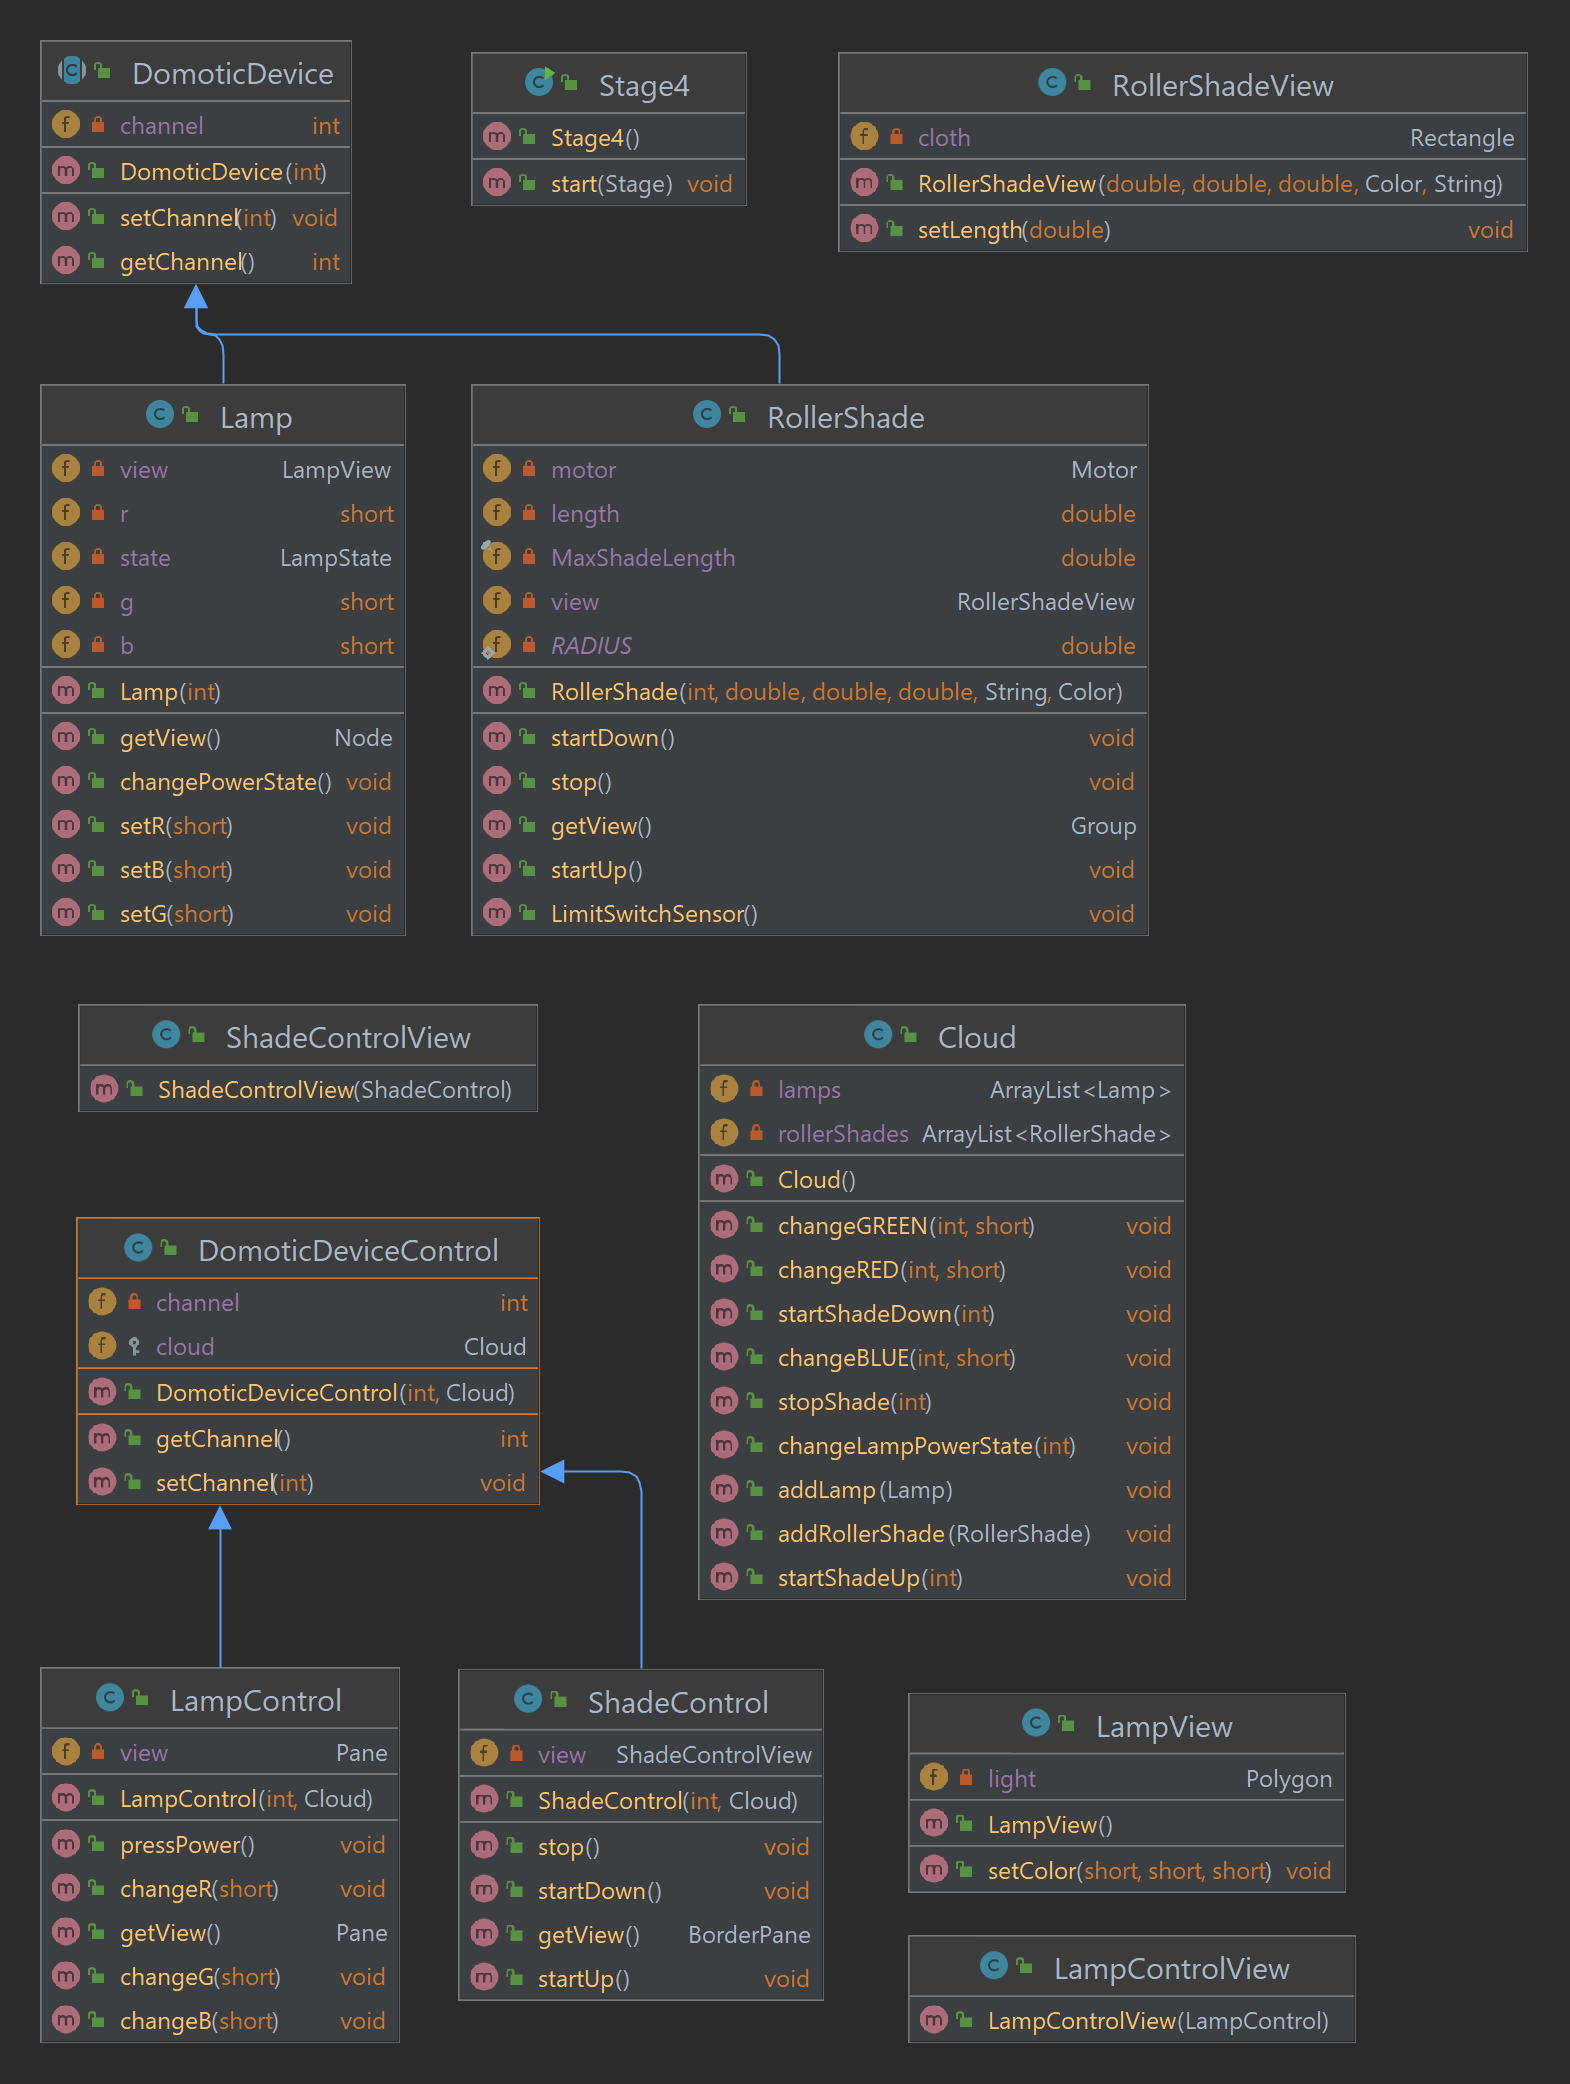 DomoticDevice
channel int
DomoticDevice(int)
setChannel(int) void
getChannel() int
Stage4
Stage4()
start(Stage) void
RollerShadeView
cloth Rectangle
RollerShadeView(double, double, double, Color, String)
setLength(double) void
Lamp
view LampView
r short
state LampState
g short
b short
Lamp(int)
getView() Node
changePowerState() void
setR(short) void
setB(short) void
setG(short) void
RollerShade
motor Motor
length double
MaxShadeLength double
view RollerShadeView
RADIUS double
RollerShade(int, double, double, double, String, Color)
startDown() void
stop() void
getView() Group
startUp() void
LimitSwitchSensor() void
ShadeControlView
ShadeControlView(ShadeControl)
Cloud
lamps ArrayList<Lamp>
rollerShades ArrayList<RollerShade>
Cloud()
changeGREEN(int, short) void
changeRED(int, short) void
startShadeDown(int) void
changeBLUE(int, short) void
stopShade(int) void
changeLampPowerState(int) void
addLamp(Lamp) void
addRollerShade(RollerShade) void
startShadeUp(int) void
DomoticDeviceControl
channel int
cloud Cloud
DomoticDeviceControl(int, Cloud)
getChannel() int
setChannel(int) void
LampControl
view Pane
LampControl(int, Cloud)
pressPower() void
changeR(short) void
getView() Pane
changeG(short) void
changeB(short) void
ShadeControl
view ShadeControlView
ShadeControl(int, Cloud)
stop() void
startDown() void
getView() BorderPane
startUp() void
LampView
light Polygon
LampView()
setColor(short, short, short) void
LampControlView
LampControlView(LampControl)